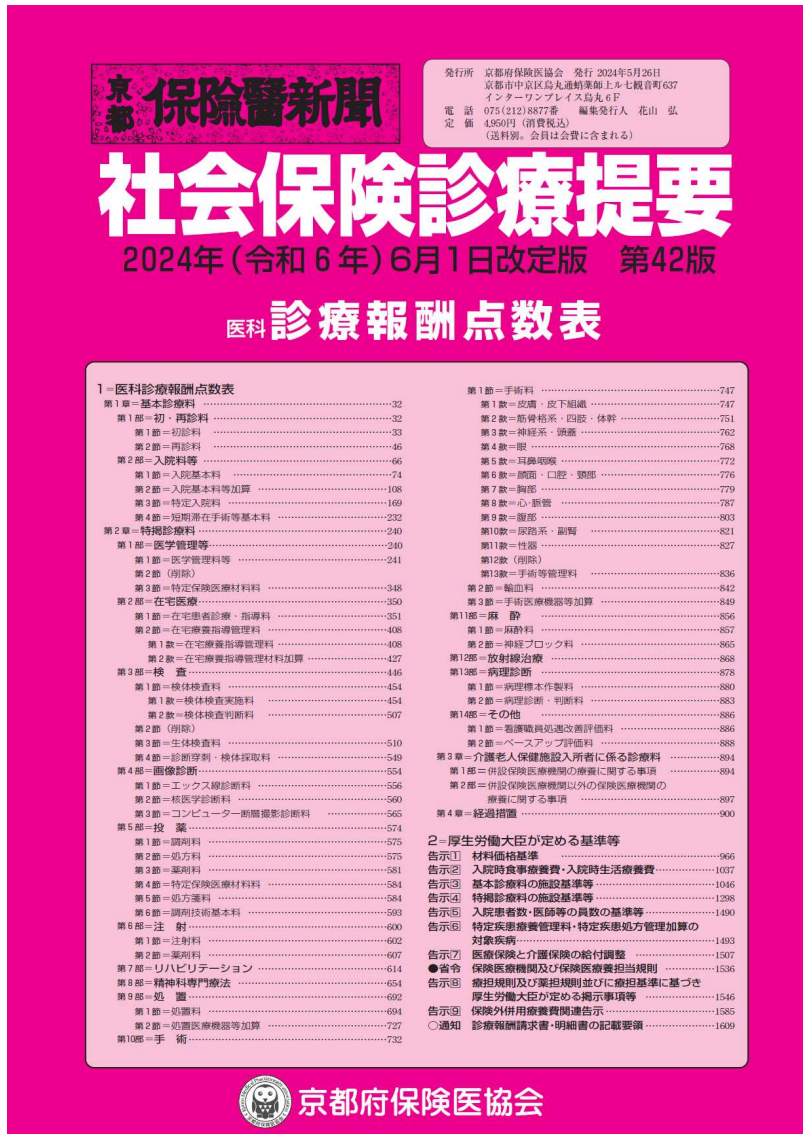 京都 保険醫新聞
発行所 京都府保険医協会 発行 2024年5月26日
京都市中京区烏丸通蛸薬師上ル七観音町637
インターワンプレイス烏丸6F
電 話 075(212)8877番 編集発行人 花山 弘
定 価 4,950円(消費税込)
(送料別。会員は会費に含まれる)
社会保険診療提要
2024年(令和6年)6月1日改定版 第42版
医科 診療報酬点数表
1=医科診療報酬点数表
第1章=基本診療料 …32
第1部=初・再診料 …32
第1節=初診料 …33
第2節=再診料 …46
第2部=入院料等 …66
第1節=入院基本料 …74
第2節=入院基本料等加算 …108
第3節=特定入院料 …169
第4節=短期滞在手術等基本料 …232
第2章=特掲診療料 …240
第1部=医学管理等 …240
第1節=医学管理料等 …241
第2節(削除)
第3節=特定保険医療材料料 …348
第2部=在宅医療 …350
第1節=在宅患者診療・指導料 …351
第2節=在宅療養指導管理料 …408
第1款=在宅療養指導管理料 …408
第2款=在宅療養指導管理材料加算 …427
第3部=検 査 …446
第1節=検体検査料 …454
第1款=検体検査実施料 …454
第2款=検体検査判断料 …507
第2節(削除)
第3節=生体検査料 …510
第4節=診断穿刺・検体採取料 …549
第4部=画像診断 …554
第1節=エックス線診断料 …556
第2節=核医学診断料 …560
第3節=コンピューター断層撮影診断料 …565
第5部=投 薬 …574
第1節=調剤料 …575
第2節=処方料 …575
第3節=薬剤料 …581
第4節=特定保険医療材料料 …584
第5節=処方箋料 …584
第6節=調剤技術基本料 …593
第6部=注 射 …600
第1節=注射料 …602
第2節=薬剤料 …607
第7部=リハビリテーション …614
第8部=精神科専門療法 …654
第9部=処 置 …692
第1節=処置料 …694
第2節=処置医療機器等加算 …727
第10部=手 術 …732
第1節=手術料 …747
第1款=皮膚・皮下組織 …747
第2款=筋骨格系・四肢・体幹 …751
第3款=神経系・頭蓋 …762
第4款=眼 …768
第5款=耳鼻咽喉 …772
第6款=顔面・口腔・頸部 …776
第7款=胸部 …779
第8款=心・脈管 …787
第9款=腹部 …803
第10款=尿路系・副腎 …821
第11款=性器 …827
第12款(削除)
第13款=手術等管理料 …836
第2節=輸血料 …842
第3節=手術医療機器等加算 …849
第11部=麻 酔 …856
第1節=麻酔料 …857
第2節=神経ブロック料 …865
第12部=放射線治療 …868
第13部=病理診断 …878
第1節=病理標本作製料 …880
第2節=病理診断・判断料 …883
第14部=その他 …886
第1節=看護職員処遇改善評価料 …886
第2節=ベースアップ評価料 …888
第3章=介護老人保健施設入所者に係る診療料 …894
第1部=併設保険医療機関の療養に関する事項 …894
第2部=併設保険医療機関以外の保険医療機関の
療養に関する事項 …897
第4章=経過措置 …900
2=厚生労働大臣が定める基準等
告示1 材料価格基準 …966
告示2 入院時食事療養費・入院時生活療養費 …1037
告示3 基本診療料の施設基準等 …1046
告示4 特掲診療料の施設基準等 …1298
告示5 入院患者数・医師等の員数の基準等 …1490
告示6 特定疾患療養管理料・特定疾患処方管理加算の
対象疾病 …1493
告示7 医療保険と介護保険の給付調整 …1507
●省令 保険医療機関及び保険医療養担当規則 …1536
告示8 療担規則及び薬担規則並びに療担基準に基づき
厚生労働大臣が定める掲示事項等 …1546
告示9 保険外併用療養費関連告示 …1585
○通知 診療報酬請求書・明細書の記載要領 …1609
京都府保険医協会